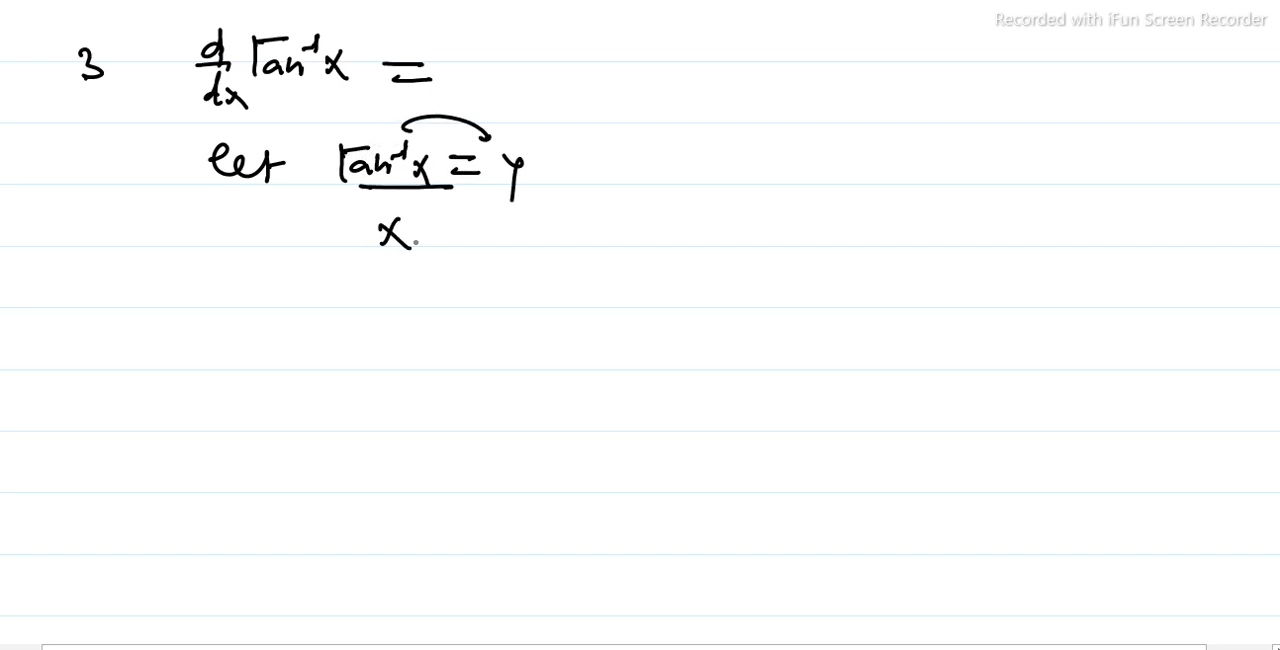 Recorded with iFun Screen Recorder
3 d/dx Tan⁻¹x =
let Tan⁻¹x = y
x